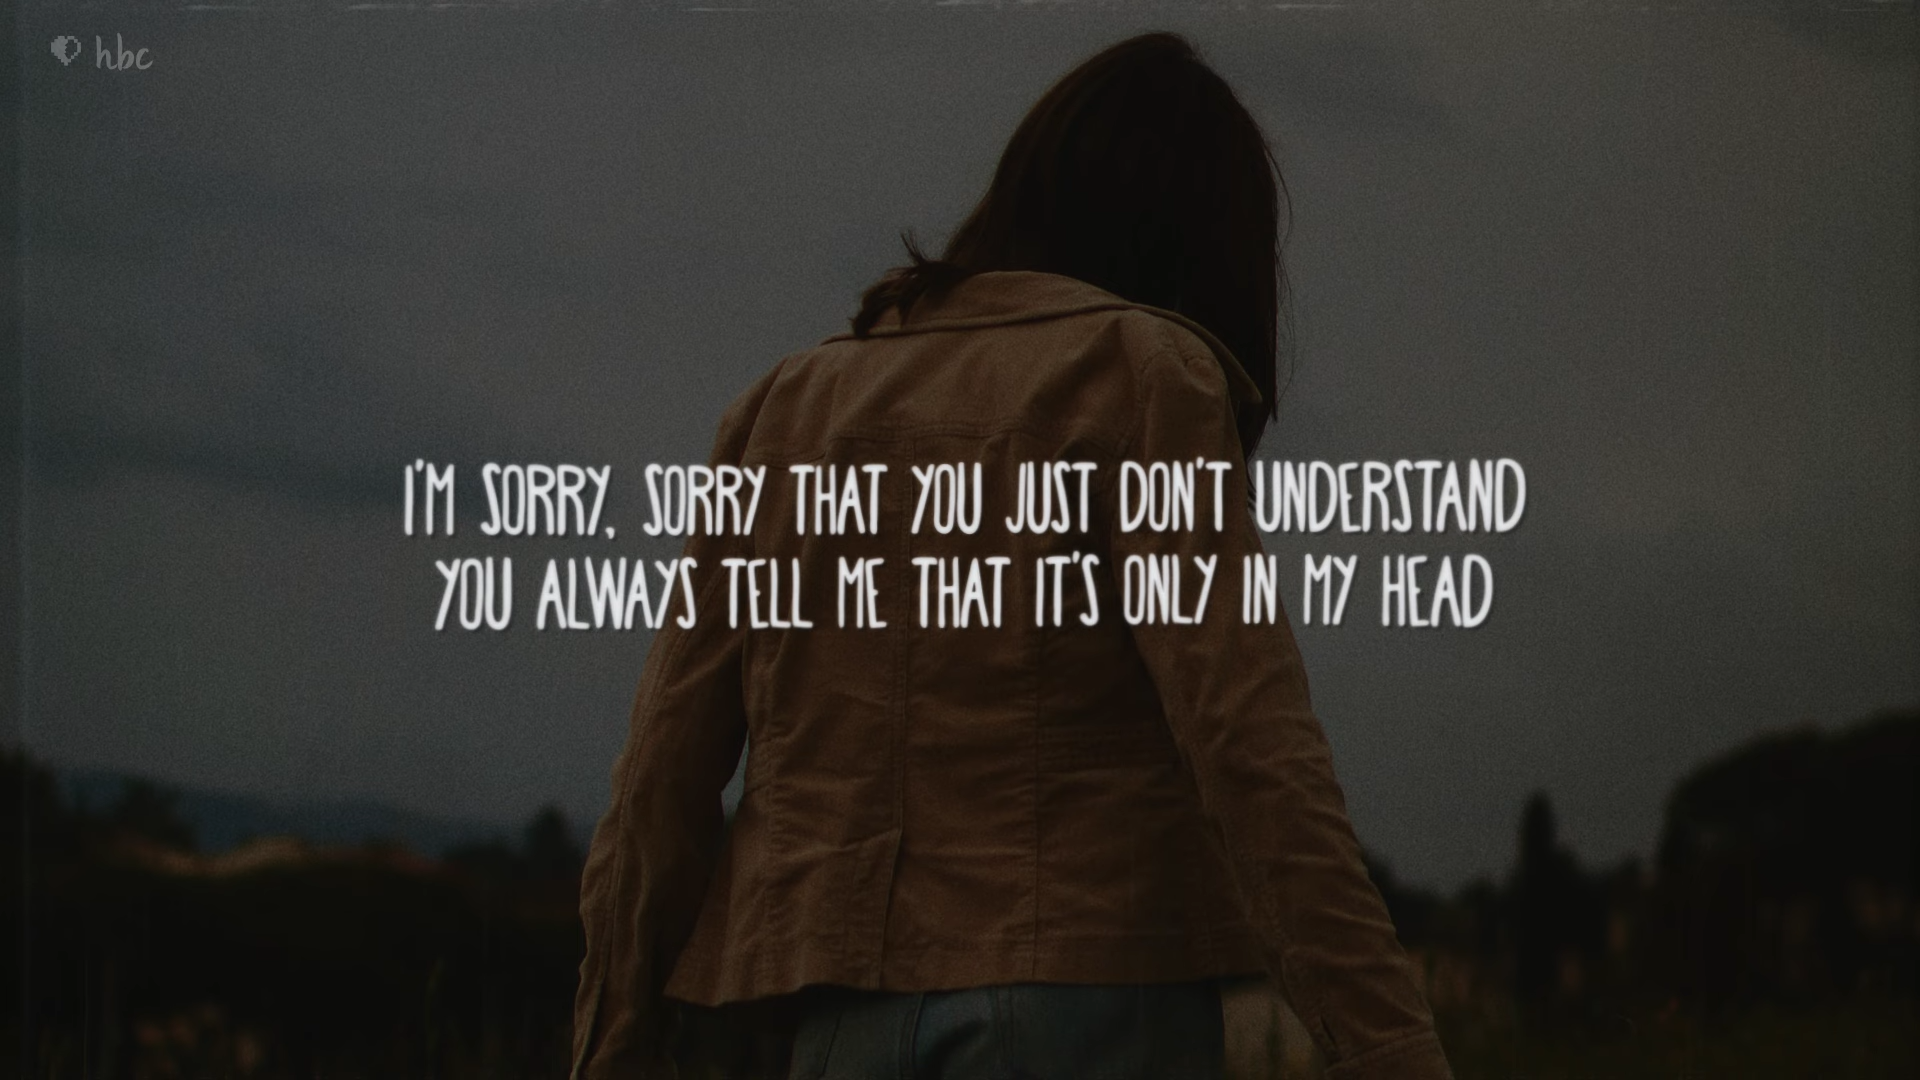 hbc
I'M SORRY, SORRY THAT YOU JUST DON'T UNDERSTAND
YOU ALWAYS TELL ME THAT IT'S ONLY IN MY HEAD